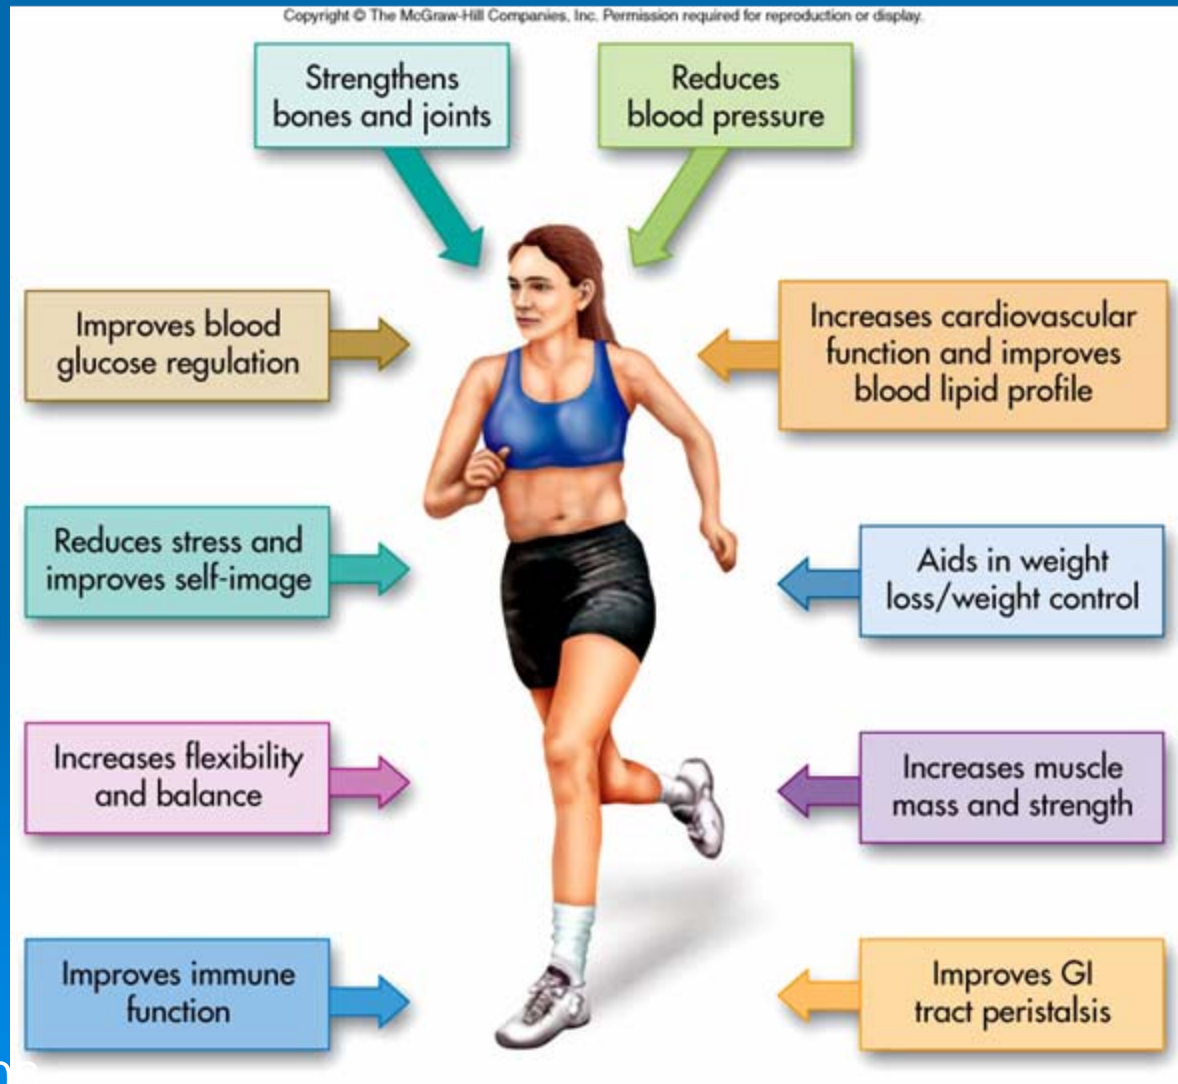 Copyright © The McGraw-Hill Companies, Inc. Permission required for reproduction or display.
Strengthens
bones and joints
Reduces
blood pressure
Improves blood
glucose regulation
Increases cardiovascular
function and improves
blood lipid profile
Reduces stress and
improves self-image
Aids in weight
loss/weight control
Increases flexibility
and balance
Increases muscle
mass and strength
Improves immune
function
Improves GI
tract peristalsis